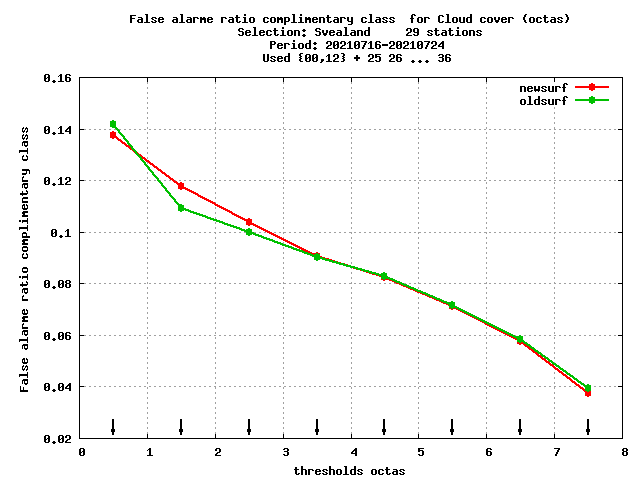 False alarme ratio complimentary class  for Cloud cover (octas)
Selection: Svealand     29 stations
Period: 20210716-20210724
Used {00,12} + 25 26 ... 36
newsurf
oldsurf
0.16
0.14
0.12
0.1
0.08
0.06
0.04
0.02
False alarme ratio complimentary class
0 1 2 3 4 5 6 7 8
thresholds octas